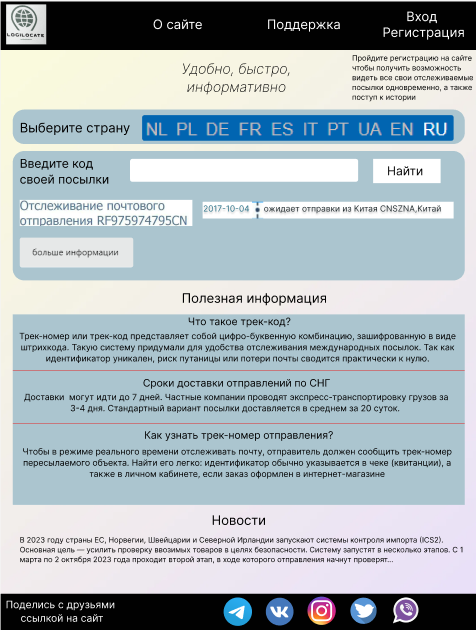 LOGILOCATE
О сайте
Поддержка
Вход
Регистрация
Удобно, быстро,
информативно
Пройдите регистрацию на сайте
чтобы получить возможность
видеть все свои отслеживаемые
посылки одновременно, а также
поступ к истории
Выберите страну
NL PL DE FR ES IT PT UA EN RU
Введите код
своей посылки
Найти
Отслеживание почтового
отправления RF975974795CN
2017-10-04 ожидает отправки из Китая CNSZNA,Китай
больше информации
Полезная информация
Что такое трек-код?
Трек-номер или трек-код представляет собой цифро-буквенную комбинацию, зашифрованную в виде
штрихкода. Такую систему придумали для удобства отслеживания международных посылок. Так как
идентификатор уникален, риск путаницы или потери почты сводится практически к нулю.
Сроки доставки отправлений по СНГ
Доставки могут идти до 7 дней. Частные компании проводят экспресс-транспортировку грузов за
3-4 дня. Стандартный вариант посылки доставляется в среднем за 20 суток.
Как узнать трек-номер отправления?
Чтобы в режиме реального времени отслеживать почту, отправитель должен сообщить трек-номер
пересылаемого объекта. Найти его легко: идентификатор обычно указывается в чеке (квитанции), а
также в личном кабинете, если заказ оформлен в интернет-магазине
Новости
В 2023 году страны ЕС, Норвегии, Швейцарии и Северной Ирландии запускают системы контроля импорта (ICS2).
Основная цель — усилить проверку ввозимых товаров в целях безопасности. Систему запустят в несколько этапов. С 1
марта по 2 октября 2023 года проходит второй этап, в ходе которого отправления начнут проверят...
Поделись с друзьями
ссылкой на сайт